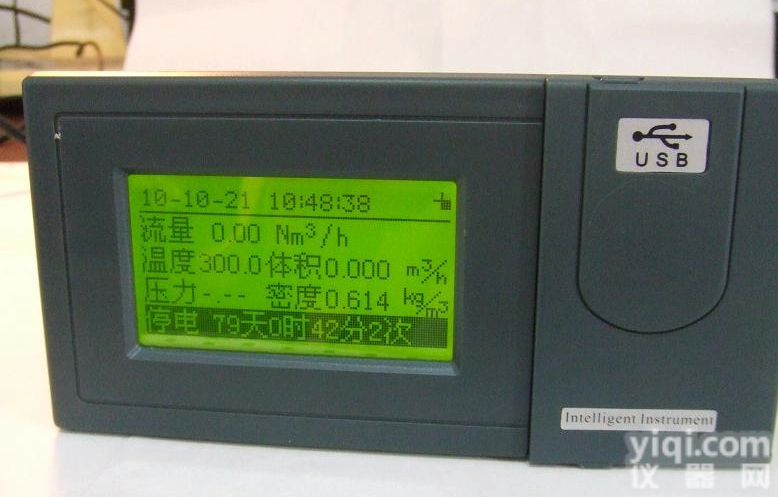 10-10-21 10:48:38
流量 0.00 Nm³/h
温度300.0体积0.000 m³/h
压力-.-- 密度0.614 kg/m³
停电 79天0时42分2次
USB
Intelligent Instrument
yiqi.com
仪器网